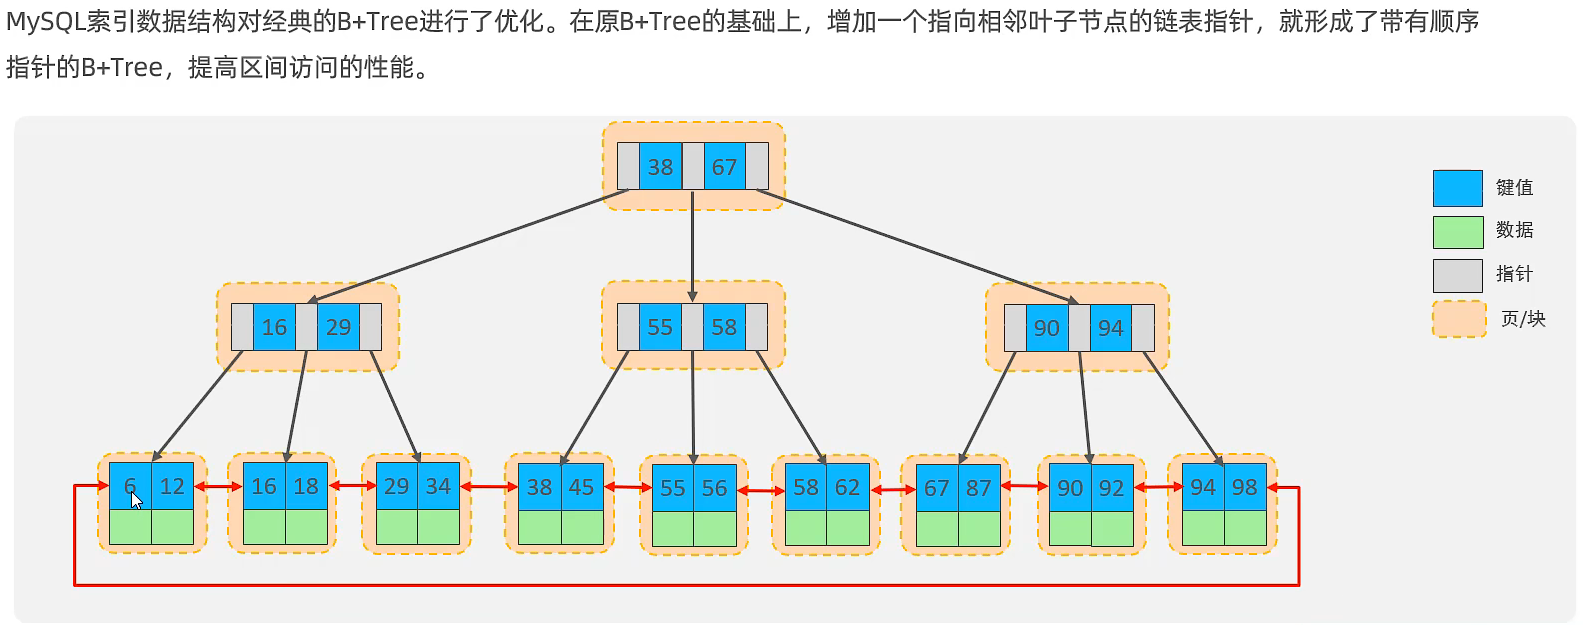 MySQL索引数据结构对经典的B+Tree进行了优化。在原B+Tree的基础上，增加一个指向相邻叶子节点的链表指针，就形成了带有顺序
指针的B+Tree，提高区间访问的性能。
38 67
键值
数据
指针
页/块
16 29 55 58 90 94
6 12 16 18 29 34 38 45 55 56 58 62 67 87 90 92 94 98